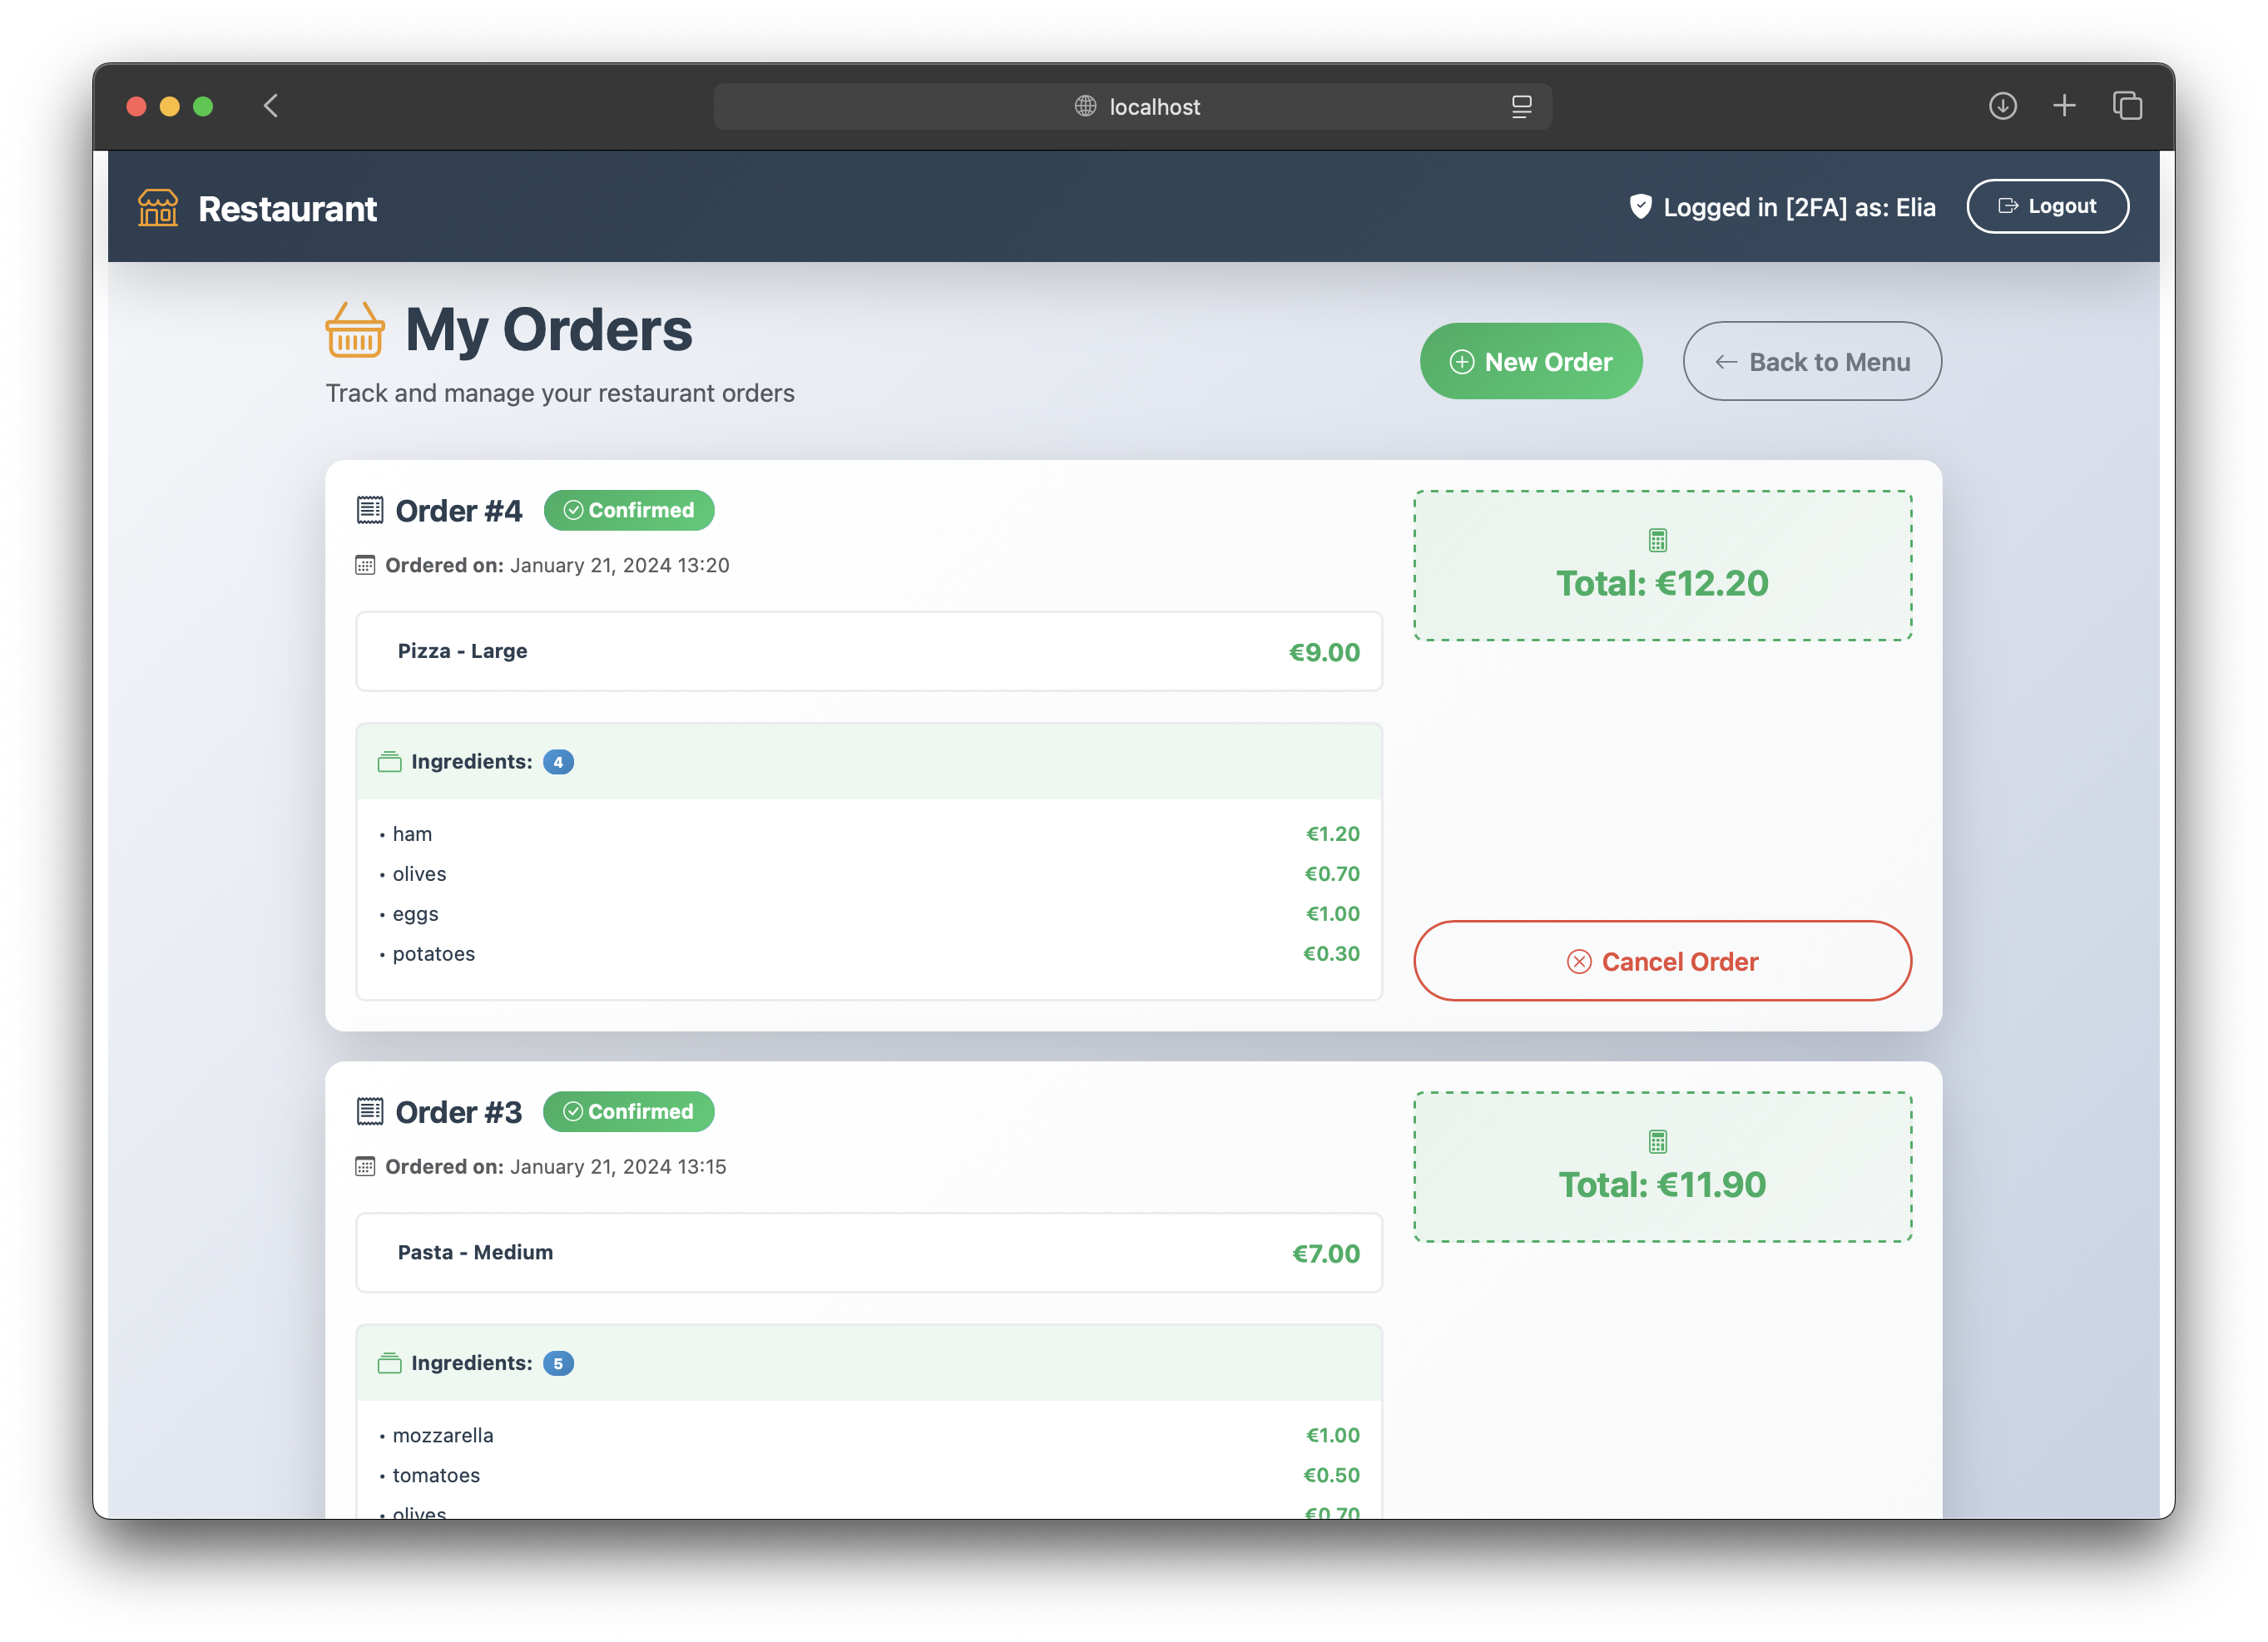 localhost
Restaurant
Logged in [2FA] as: Elia
Logout
My Orders
Track and manage your restaurant orders
New Order
Back to Menu
Order #4
Confirmed
Ordered on: January 21, 2024 13:20
Pizza - Large
€9.00
Ingredients: 4
• ham €1.20
• olives €0.70
• eggs €1.00
• potatoes €0.30
Total: €12.20
Cancel Order
Order #3
Confirmed
Ordered on: January 21, 2024 13:15
Pasta - Medium
€7.00
Ingredients: 5
• mozzarella €1.00
• tomatoes €0.50
• olives €0.70
Total: €11.90